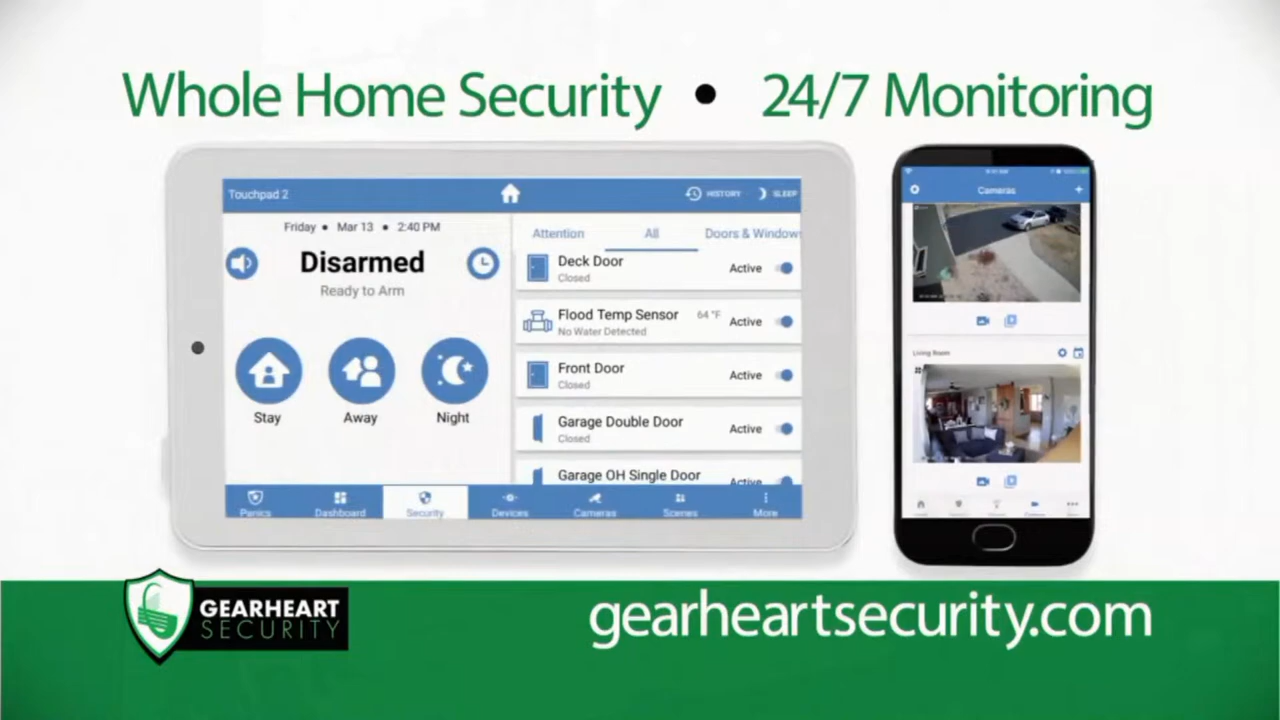 Whole Home Security • 24/7 Monitoring
Touchpad 2
HISTORY
SLEEP
Friday • Mar 13 • 2:40 PM
Disarmed
Ready to Arm
Stay
Away
Night
Attention
All
Doors & Windows
Deck Door
Closed
Active
Flood Temp Sensor
No Water Detected
64 °F
Active
Front Door
Closed
Active
Garage Double Door
Closed
Active
Garage OH Single Door
Active
Panics
Dashboard
Security
Devices
Cameras
Scenes
More
Cameras
Living Room
GEARHEART
SECURITY
gearheartsecurity.com